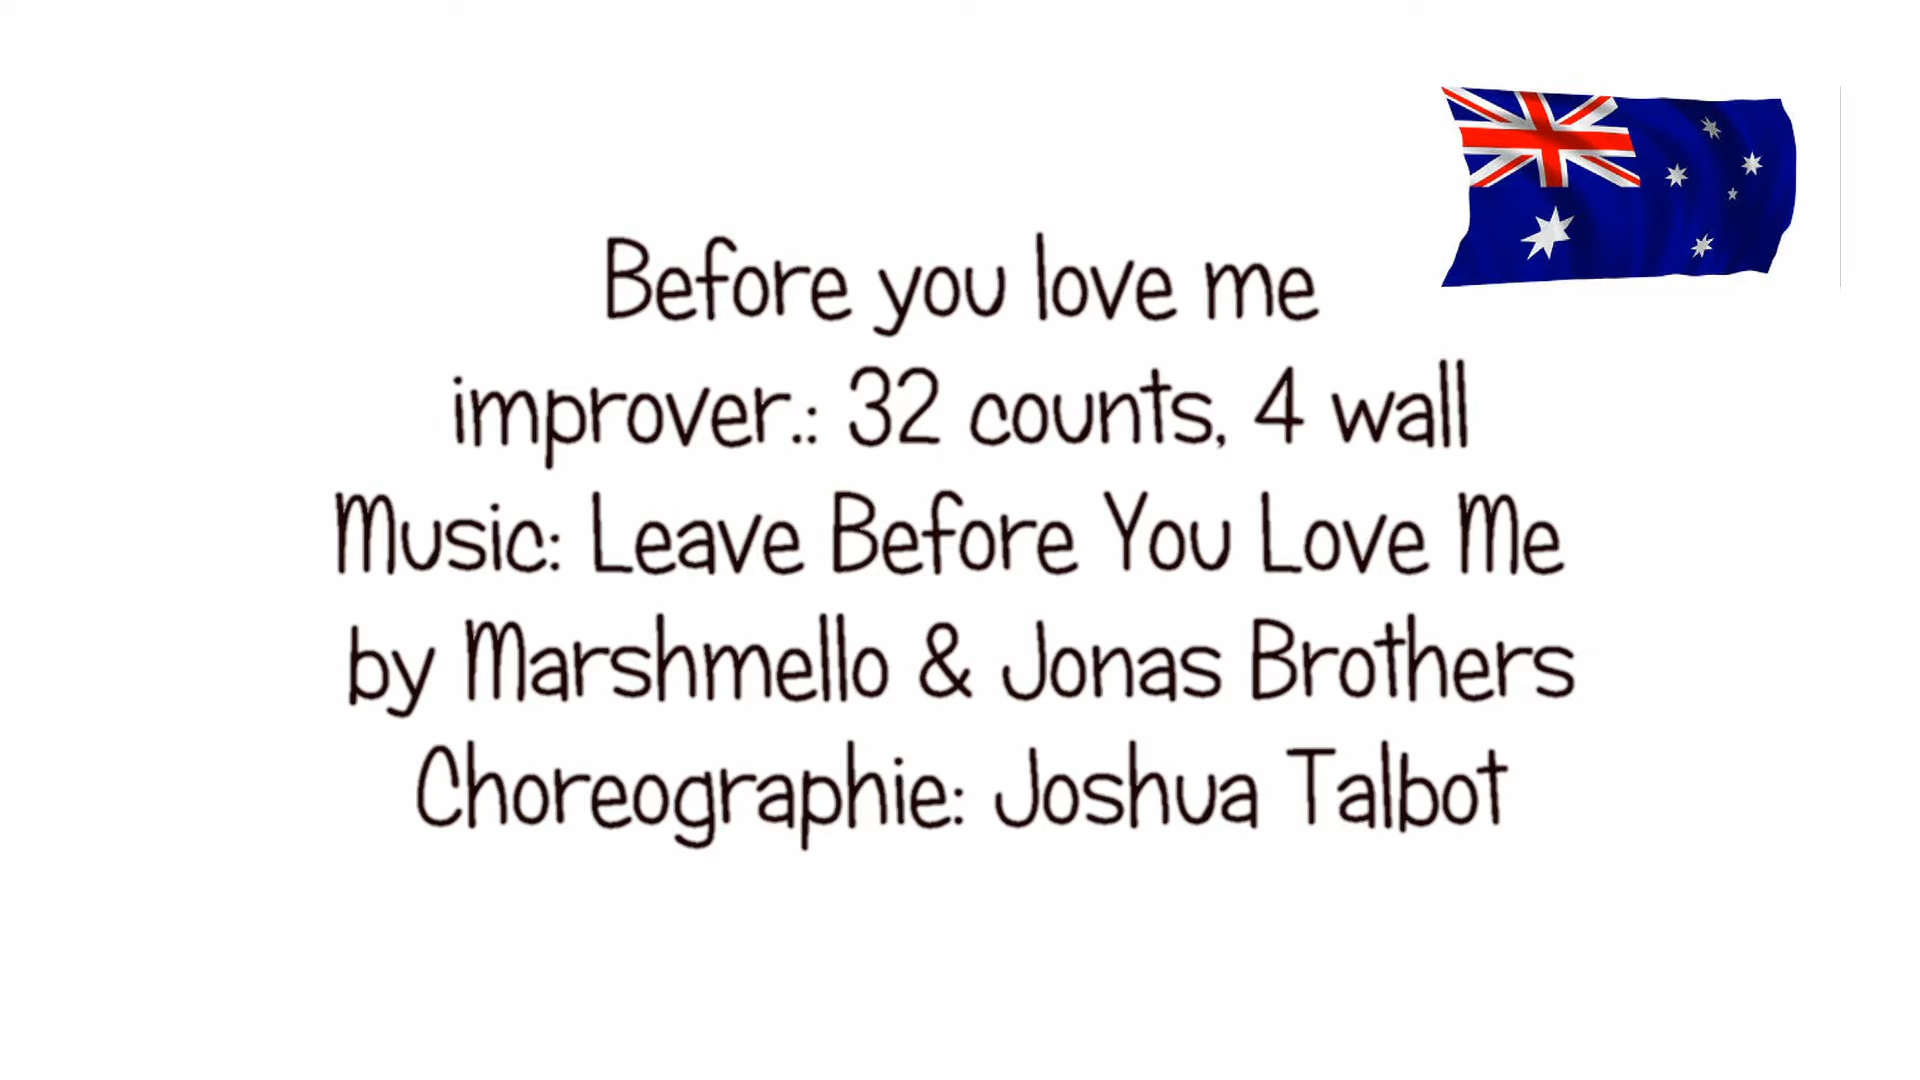 Before you love me
improver.: 32 counts, 4 wall
Music: Leave Before You Love Me
by Marshmello & Jonas Brothers
Choreographie: Joshua Talbot